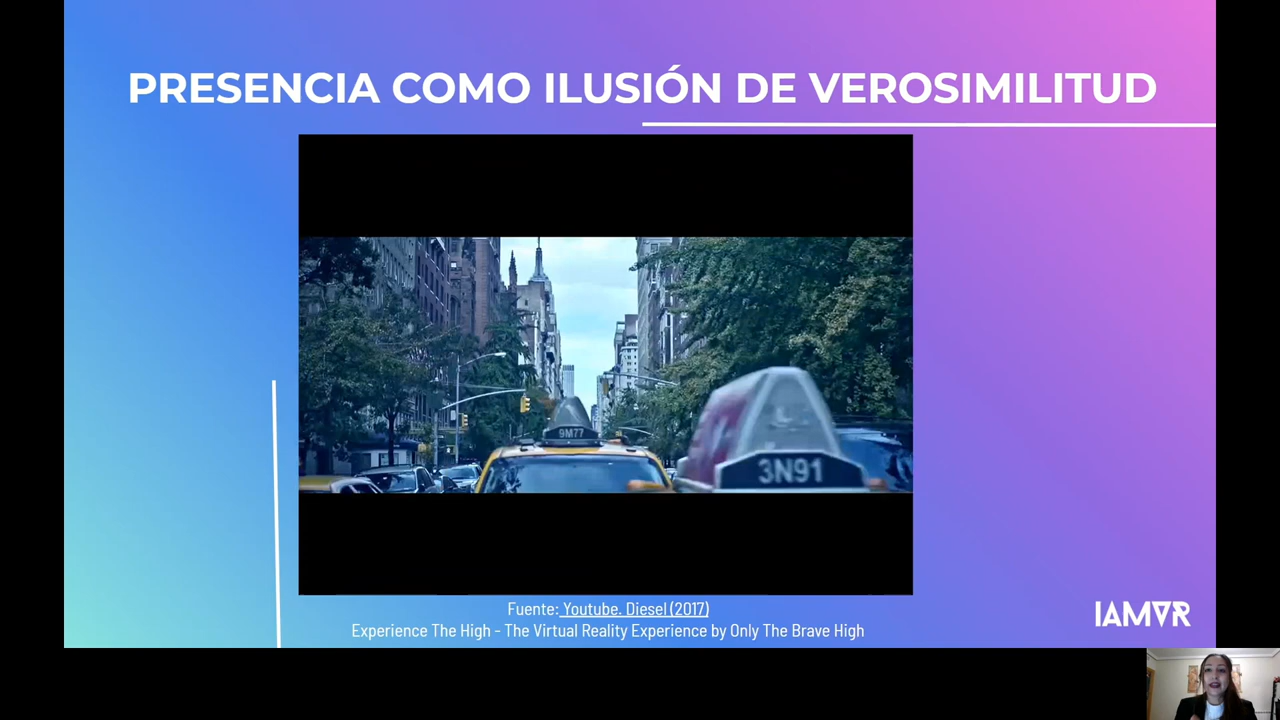 PRESENCIA COMO ILUSIÓN DE VEROSIMILITUD
9M77
3N91
Fuente: Youtube. Diesel (2017)
Experience The High - The Virtual Reality Experience by Only The Brave High
IAMVR